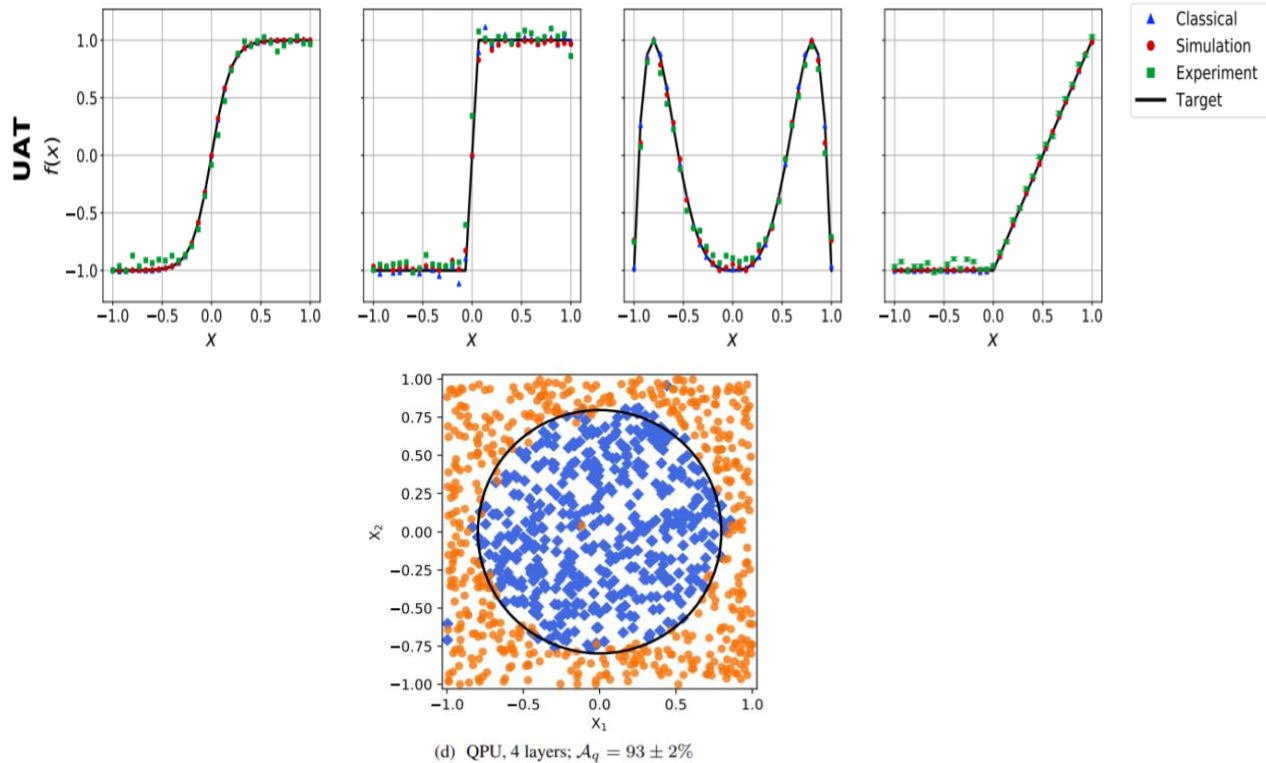 Classical
Simulation
Experiment
Target
UAT
f(x)
1.0
0.5
0.0
−0.5
−1.0
−1.0 −0.5 0.0 0.5 1.0
X
−1.0 −0.5 0.0 0.5 1.0
X
−1.0 −0.5 0.0 0.5 1.0
X
−1.0 −0.5 0.0 0.5 1.0
X
1.00
0.75
0.50
0.25
0.00
−0.25
−0.50
−0.75
−1.00
X₂
−1.0 −0.5 0.0 0.5 1.0
X₁
(d) QPU, 4 layers; 𝒜q = 93 ± 2%